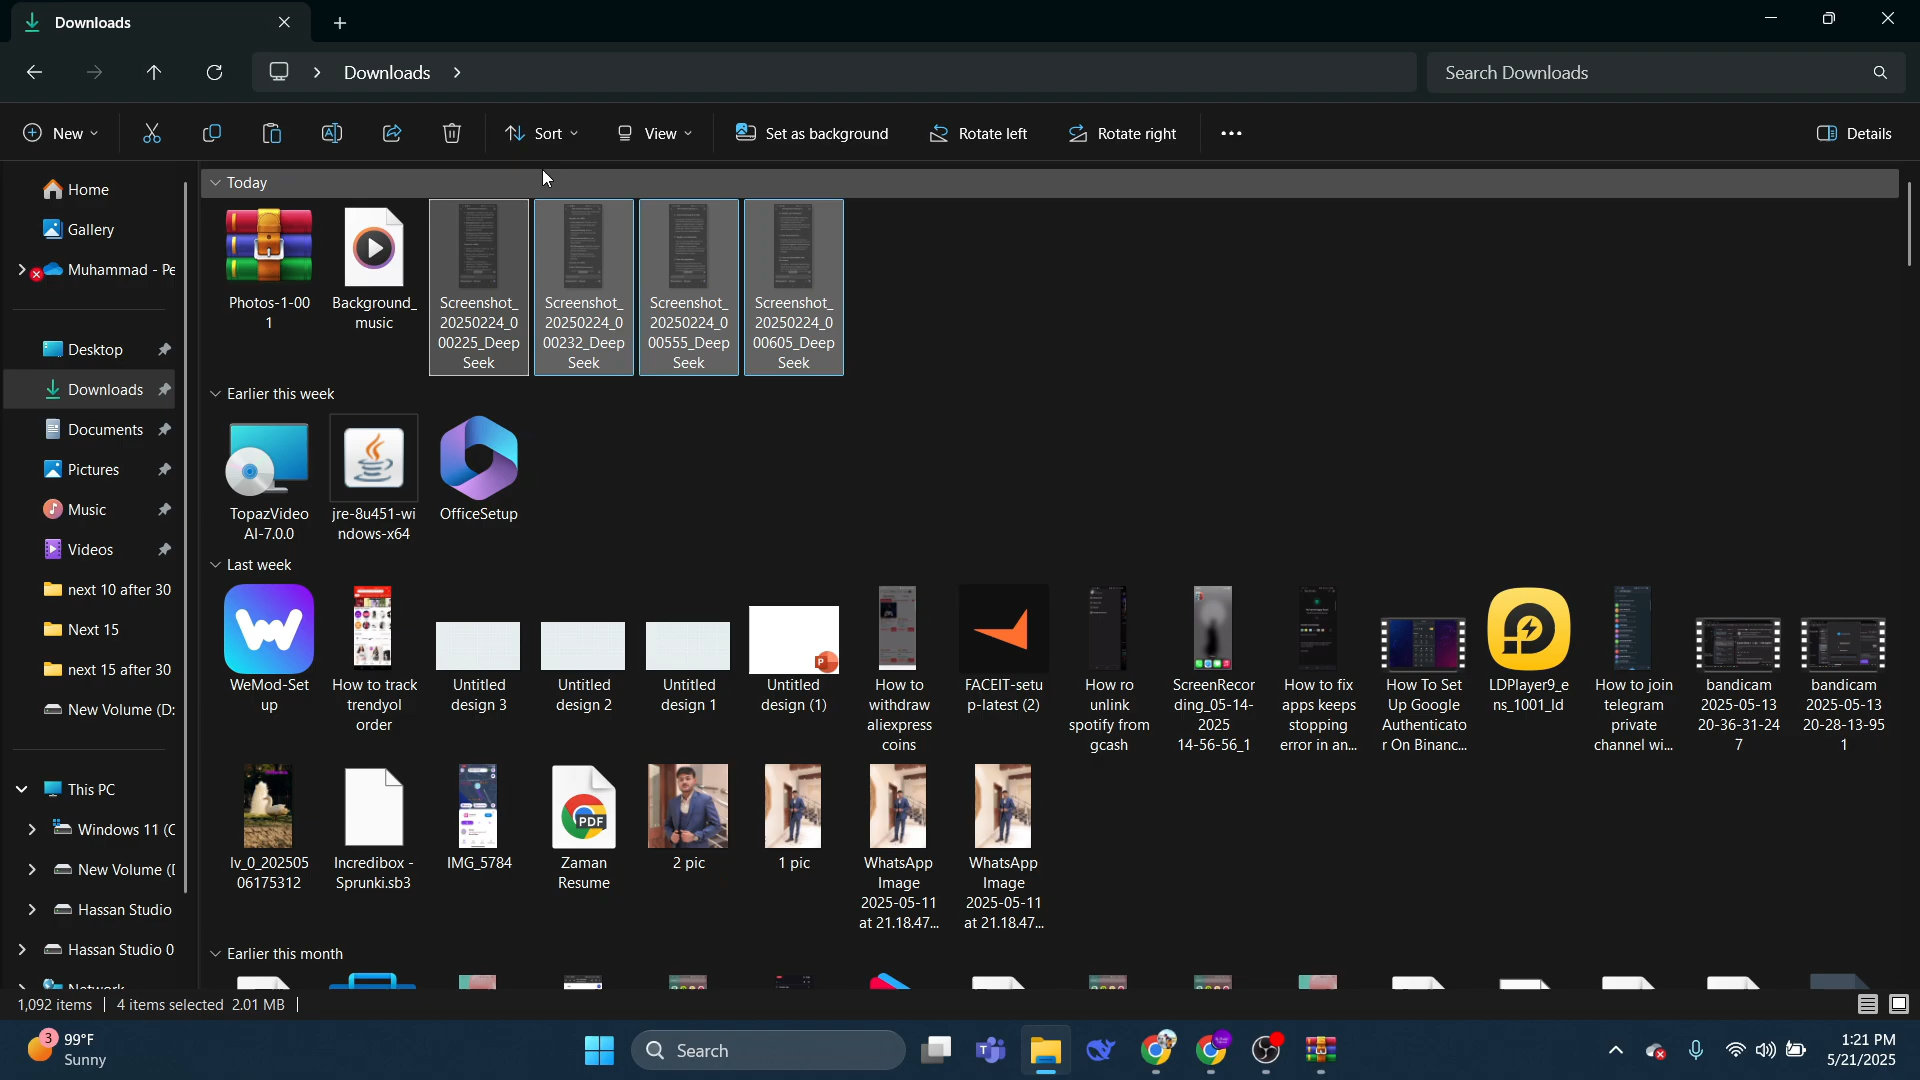 Downloads
Downloads
Search Downloads
New
Sort
View
Set as background
Rotate left
Rotate right
Details
Home
Gallery
Muhammad - Pe
Desktop
Downloads
Documents
Pictures
Music
Videos
next 10 after 30
Next 15
next 15 after 30
New Volume (D:
This PC
Windows 11 (C
New Volume (D
Hassan Studio
Hassan Studio 0
Network
Today
Photos-1-00
1
Background_
music
Screenshot_
20250224_0
00225_Deep
Seek
Screenshot_
20250224_0
00232_Deep
Seek
Screenshot_
20250224_0
00555_Deep
Seek
Screenshot_
20250224_0
00605_Deep
Seek
Earlier this week
TopazVideo
AI-7.0.0
jre-8u451-wi
ndows-x64
OfficeSetup
Last week
WeMod-Set
up
How to track
trendyol
order
Untitled
design 3
Untitled
design 2
Untitled
design 1
Untitled
design (1)
How to
withdraw
aliexpress
coins
FACEIT-setu
p-latest (2)
How ro
unlink
spotify from
gcash
ScreenRecor
ding_05-14-
2025
14-56-56_1
How to fix
apps keeps
stopping
error in an...
How To Set
Up Google
Authenticato
r On Binanc...
LDPlayer9_e
ns_1001_ld
How to join
telegram
private
channel wi...
bandicam
2025-05-13
20-36-31-24
7
bandicam
2025-05-13
20-28-13-95
1
lv_0_202505
06175312
Incredibox -
Sprunki.sb3
IMG_5784
PDF
Zaman
Resume
2 pic
1 pic
WhatsApp
Image
2025-05-11
at 21.18.47...
WhatsApp
Image
2025-05-11
at 21.18.47...
Earlier this month
1,092 items
4 items selected 2.01 MB
3
99°F
Sunny
Search
1:21 PM
5/21/2025